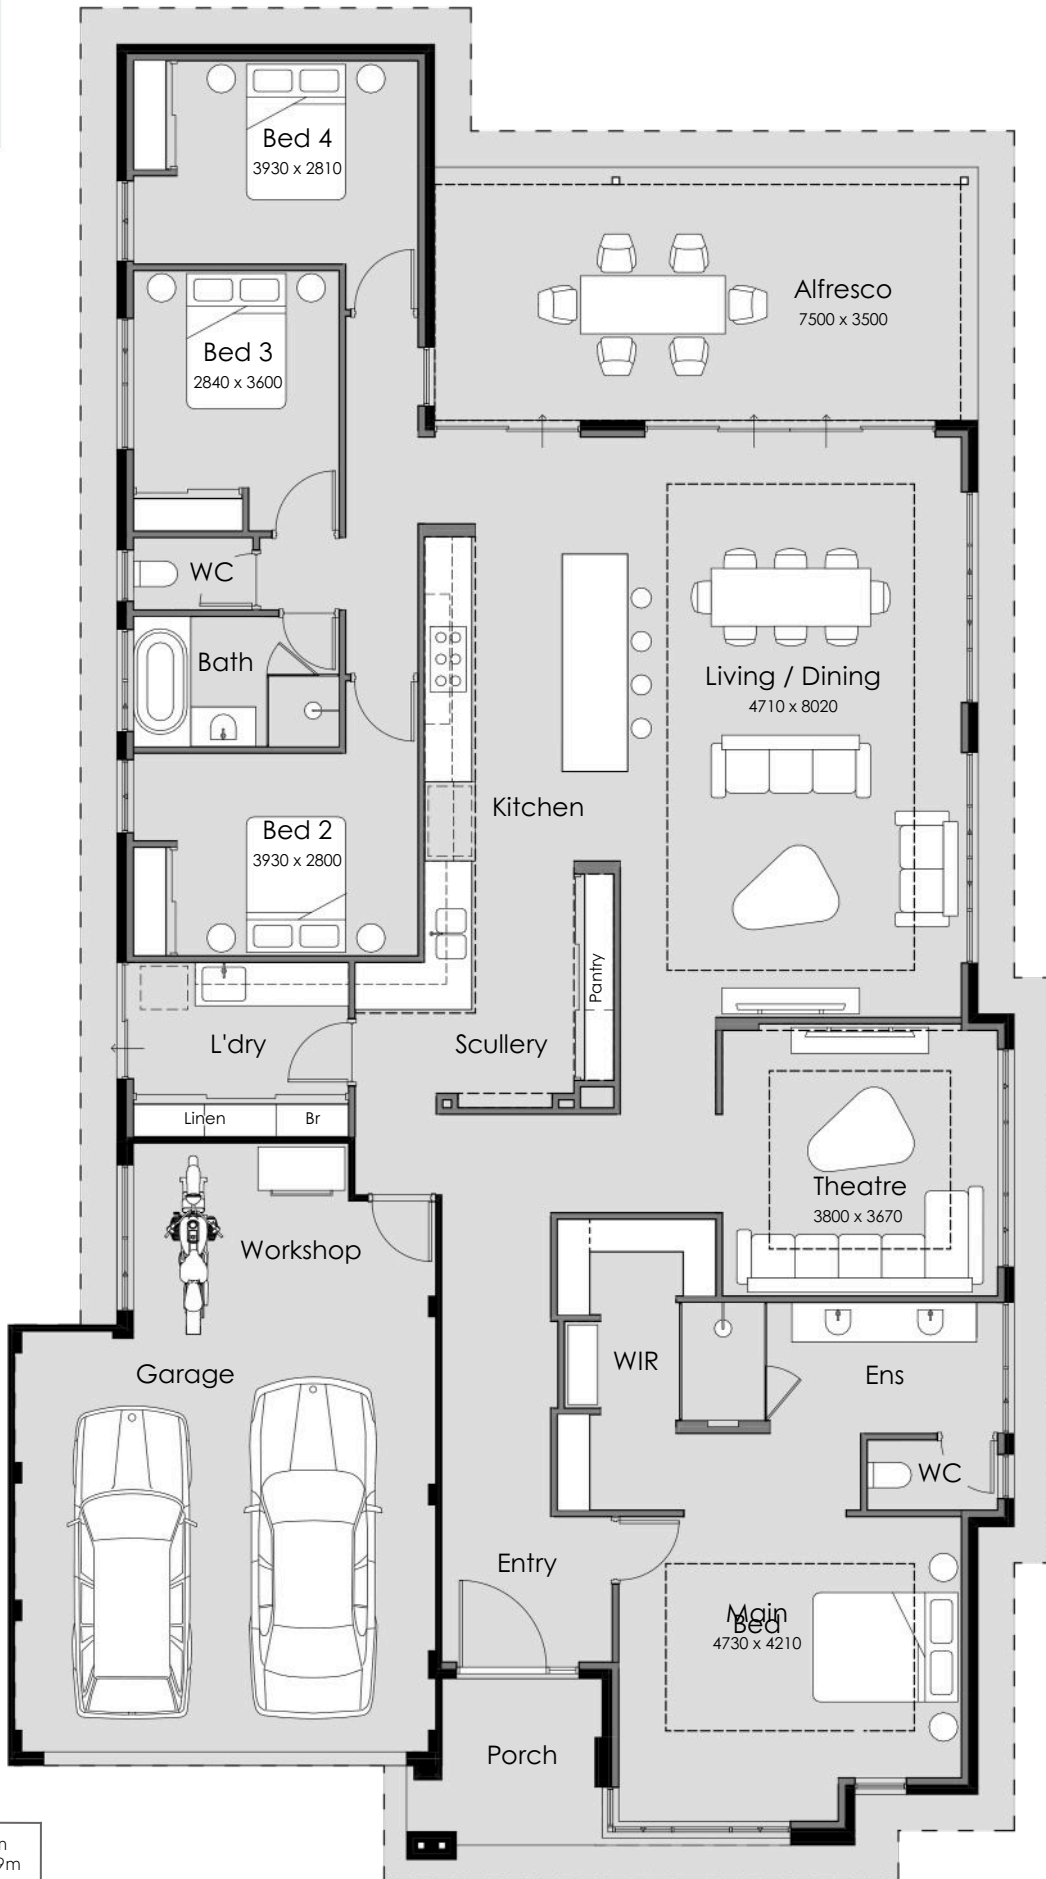 Bed 4
3930 x 2810
Alfresco
7500 x 3500
Bed 3
2840 x 3600
WC
Bath
Living / Dining
4710 x 8020
Kitchen
Bed 2
3930 x 2800
Pantry
L'dry
Scullery
Linen
Br
Theatre
3800 x 3670
Workshop
WIR
Garage
Ens
WC
Entry
Main
Bed
4730 x 4210
Porch